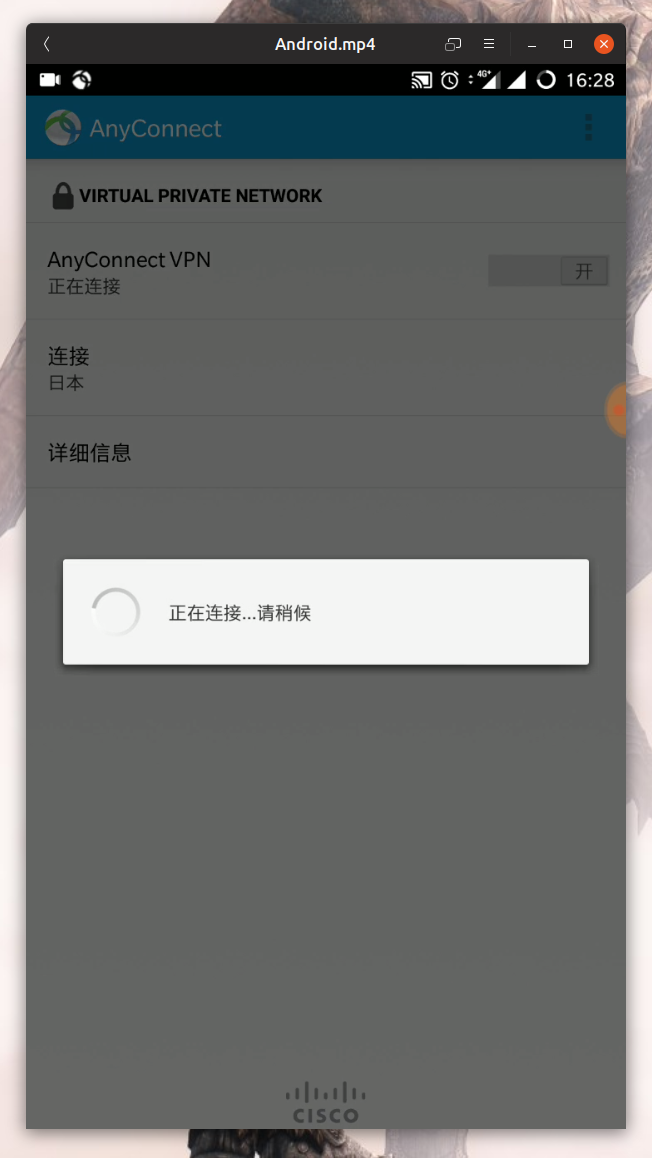 Android.mp4
4G+ 16:28
AnyConnect
VIRTUAL PRIVATE NETWORK
AnyConnect VPN
正在连接
开
连接
日本
详细信息
正在连接...请稍候
CISCO